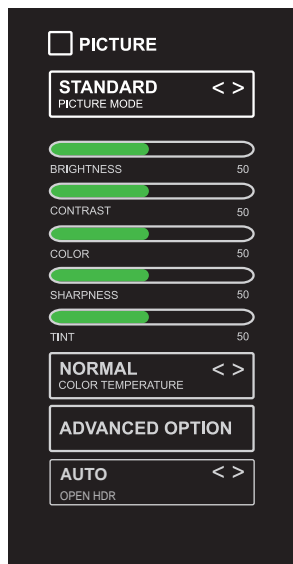 PICTURE
STANDARD < >
PICTURE MODE
BRIGHTNESS 50
CONTRAST 50
COLOR 50
SHARPNESS 50
TINT 50
NORMAL < >
COLOR TEMPERATURE
ADVANCED OPTION
AUTO < >
OPEN HDR